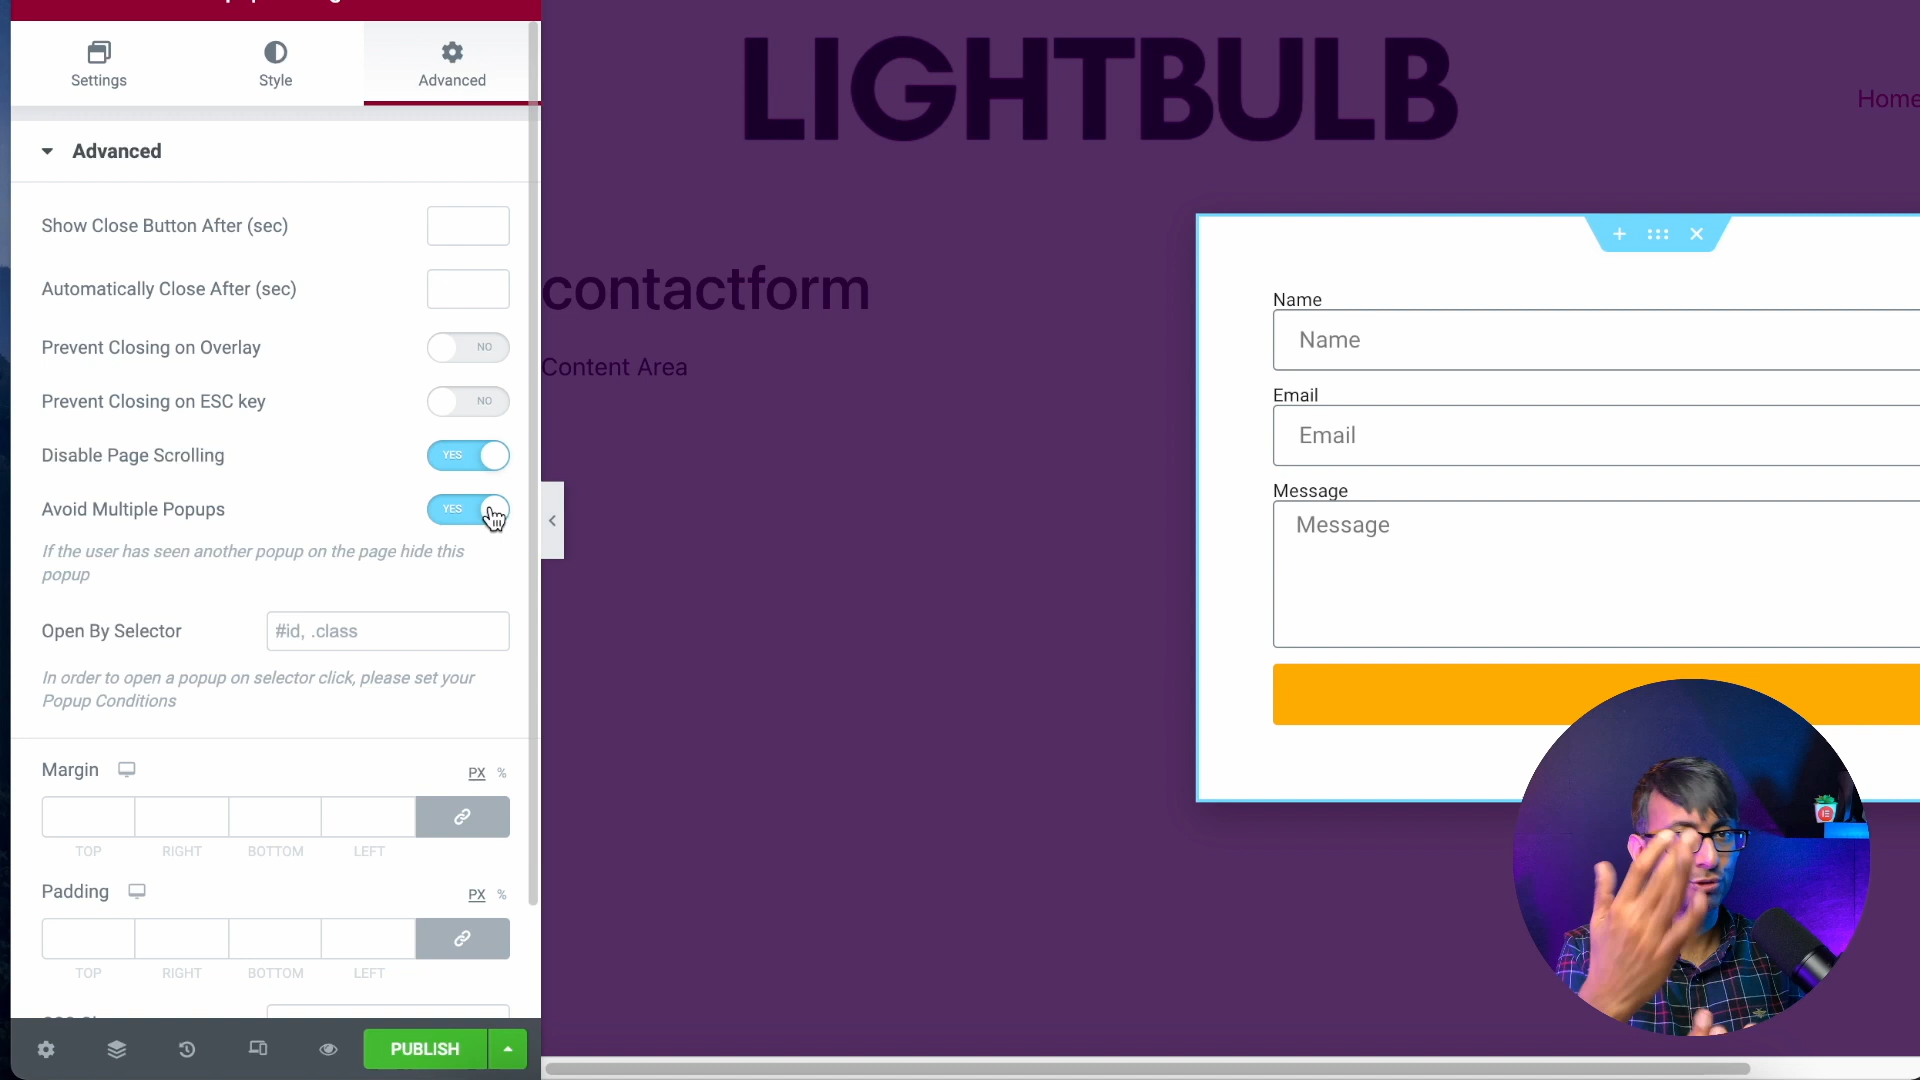 Settings
Style
Advanced
Advanced
Show Close Button After (sec)
Automatically Close After (sec)
Prevent Closing on Overlay
NO
Prevent Closing on ESC key
NO
Disable Page Scrolling
YES
Avoid Multiple Popups
YES
If the user has seen another popup on the page hide this
popup
Open By Selector
#id, .class
In order to open a popup on selector click, please set your
Popup Conditions
Margin
PX %
TOP RIGHT BOTTOM LEFT
Padding
PX %
TOP RIGHT BOTTOM LEFT
PUBLISH
LIGHTBULB
Home
contactform
Content Area
Name
Name
Email
Email
Message
Message